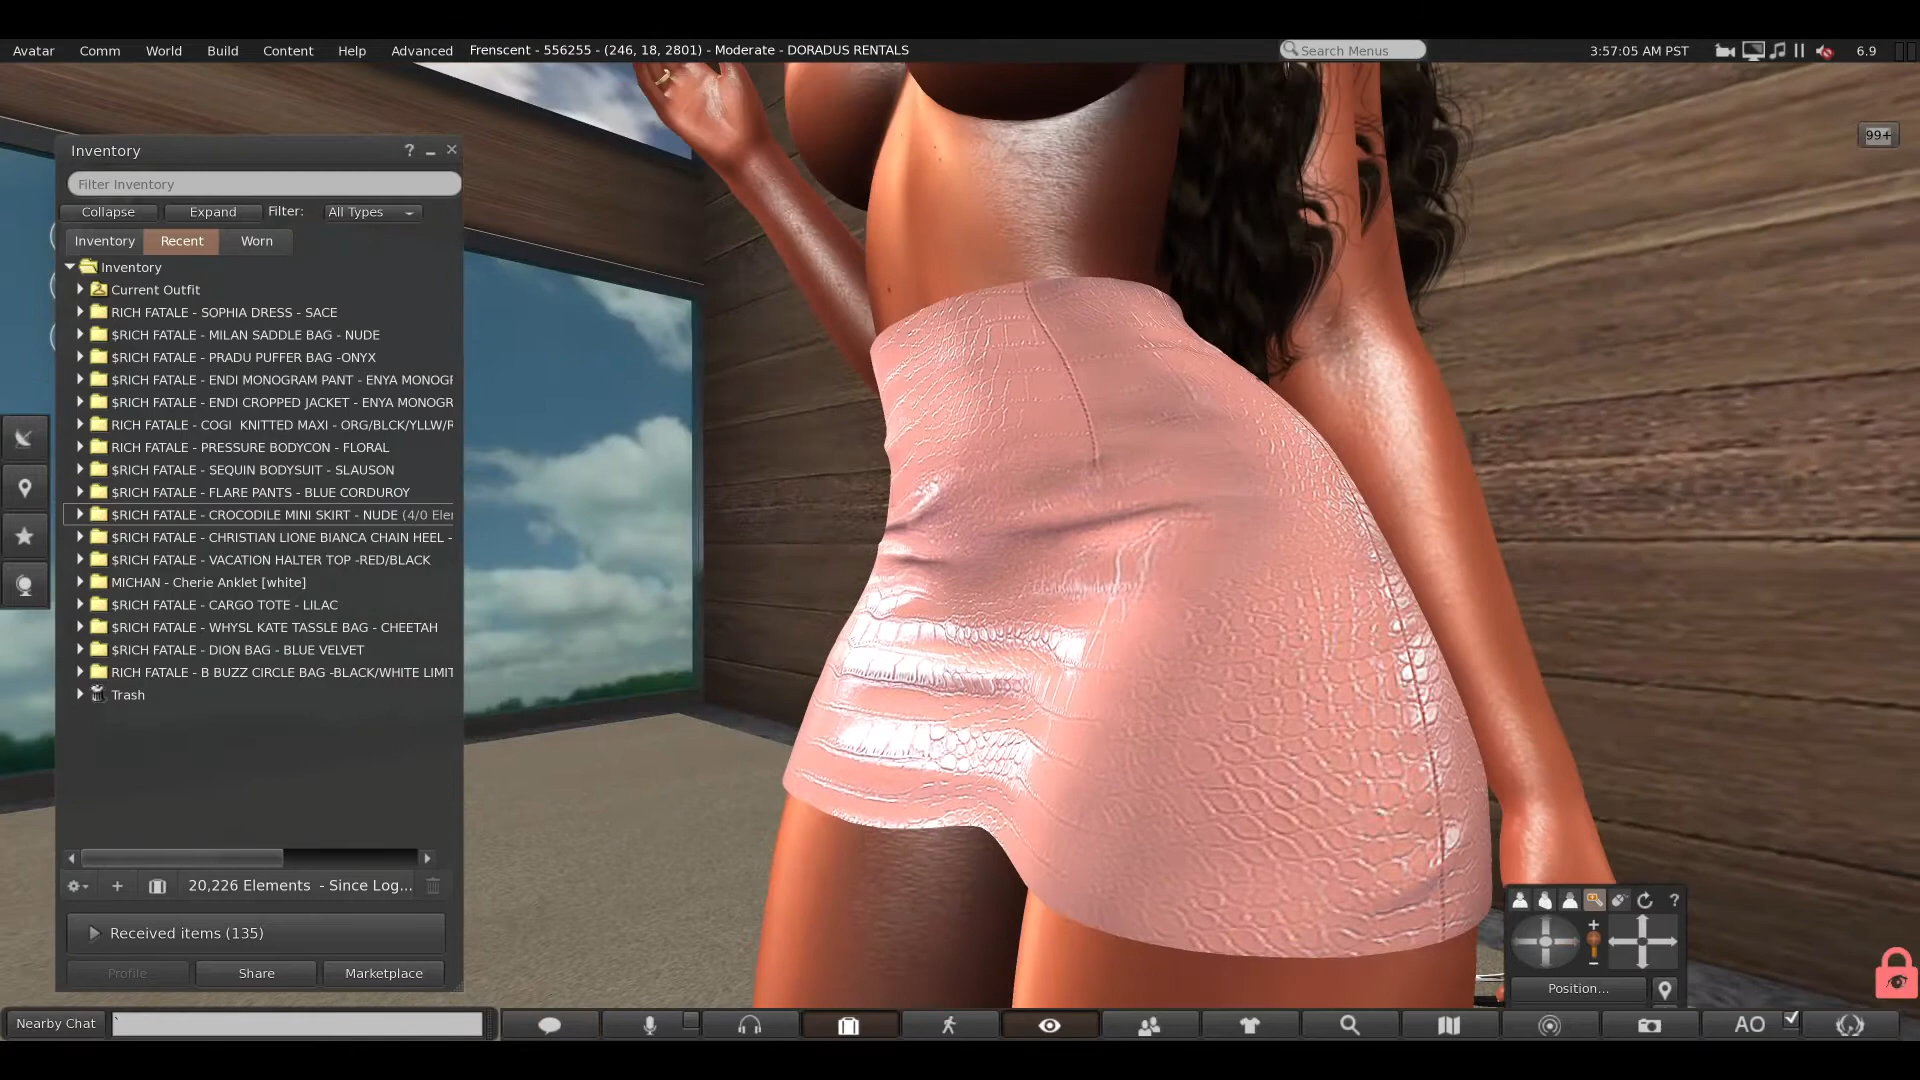 Avatar Comm World Build Content Help Advanced Frenscent - 556255 - (246, 18, 2801) - Moderate - DORADUS RENTALS Search Menus 3:57:05 AM PST 6.9
99+
Inventory ?
Filter Inventory
Collapse Expand Filter: All Types
Inventory Recent Worn
Inventory
Current Outfit
RICH FATALE - SOPHIA DRESS - SACE
$RICH FATALE - MILAN SADDLE BAG - NUDE
$RICH FATALE - PRADU PUFFER BAG -ONYX
$RICH FATALE - ENDI MONOGRAM PANT - ENYA MONOGR
$RICH FATALE - ENDI CROPPED JACKET - ENYA MONOGR
RICH FATALE - COGI KNITTED MAXI - ORG/BLCK/YLLW/R
RICH FATALE - PRESSURE BODYCON - FLORAL
$RICH FATALE - SEQUIN BODYSUIT - SLAUSON
$RICH FATALE - FLARE PANTS - BLUE CORDUROY
$RICH FATALE - CROCODILE MINI SKIRT - NUDE (4/0 Eler
$RICH FATALE - CHRISTIAN LIONE BIANCA CHAIN HEEL -
$RICH FATALE - VACATION HALTER TOP -RED/BLACK
MICHAN - Cherie Anklet [white]
$RICH FATALE - CARGO TOTE - LILAC
$RICH FATALE - WHYSL KATE TASSLE BAG - CHEETAH
$RICH FATALE - DION BAG - BLUE VELVET
RICH FATALE - B BUZZ CIRCLE BAG -BLACK/WHITE LIMIT
Trash
20,226 Elements - Since Log...
Received items (135)
Profile Share Marketplace
?
Position...
Nearby Chat ` AO